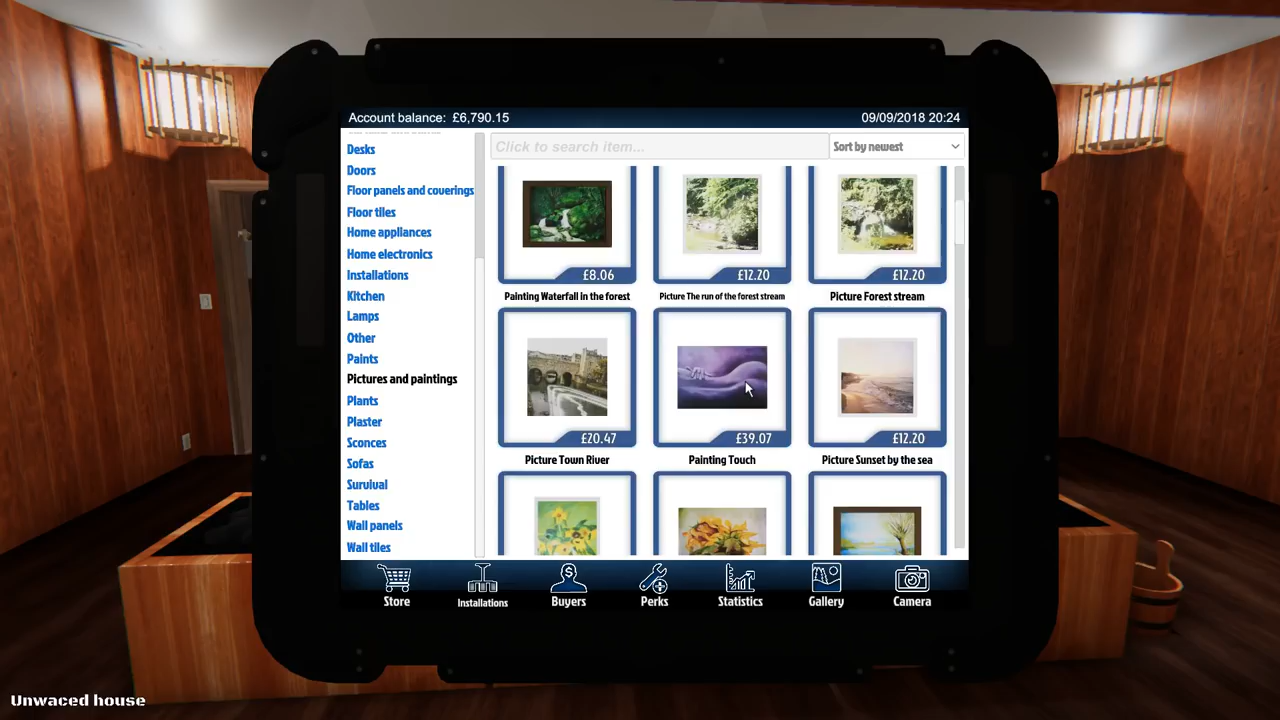 Account balance: £6,790.15
09/09/2018 20:24
Desks
Doors
Floor panels and coverings
Floor tiles
Home appliances
Home electronics
Installations
Kitchen
Lamps
Other
Paints
Pictures and paintings
Plants
Plaster
Sconces
Sofas
Survival
Tables
Wall panels
Wall tiles
Click to search item...
Sort by newest
£8.06
£12.20
£12.20
Painting Waterfall in the forest
Picture The run of the forest stream
Picture Forest stream
£20.47
£39.07
£12.20
Picture Town River
Painting Touch
Picture Sunset by the sea
Store
Installations
Buyers
Perks
Statistics
Gallery
Camera
Unwaced house